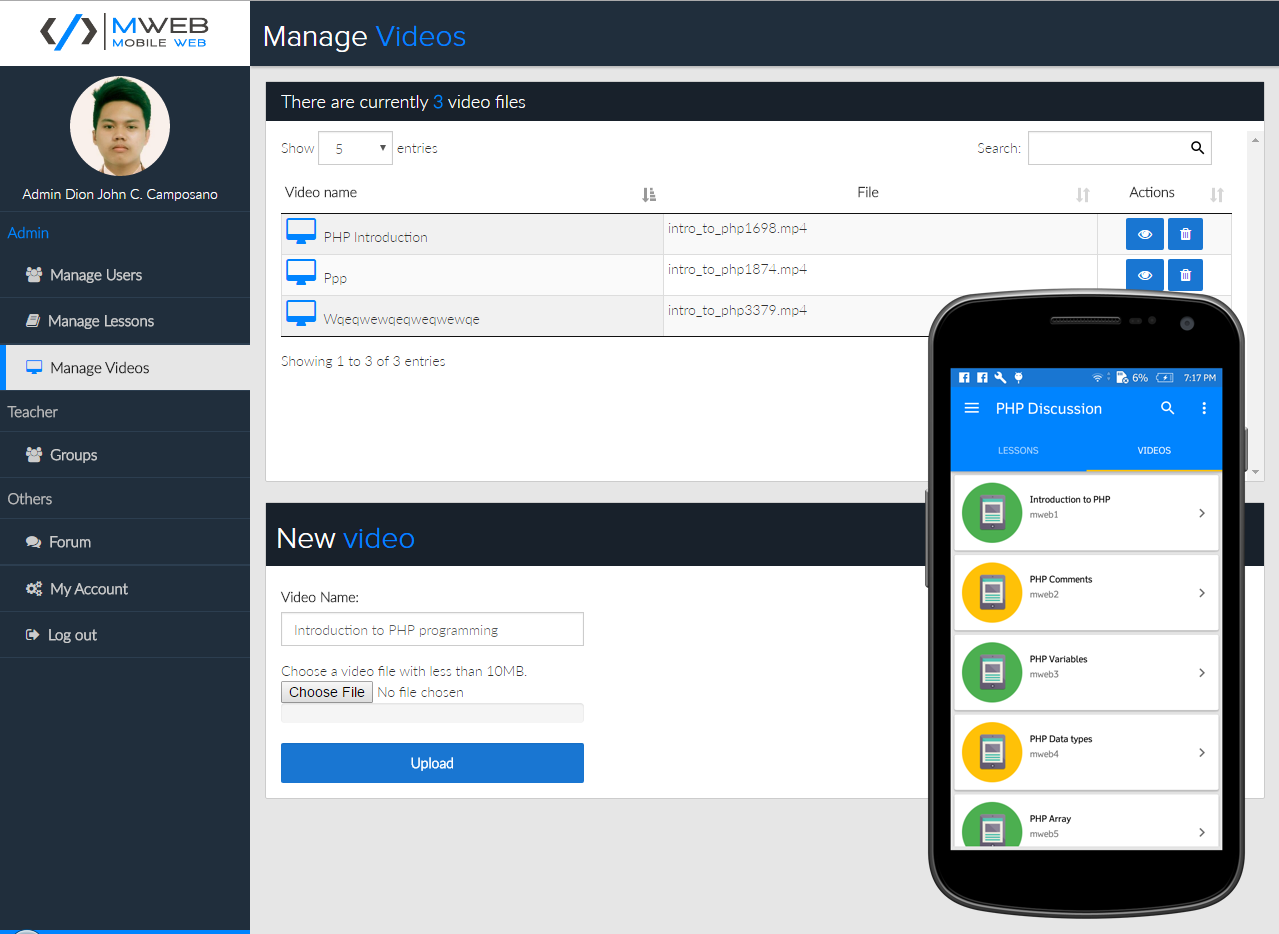 MWEB
MOBILE WEB
Manage Videos
Admin Dion John C. Camposano
Admin
Manage Users
Manage Lessons
Manage Videos
Teacher
Groups
Others
Forum
My Account
Log out
There are currently 3 video files
Show 5 entries
Search:
Video name File Actions
PHP Introduction intro_to_php1698.mp4
Ppp intro_to_php1874.mp4
Wqeqwewqeqweqwewqe intro_to_php3379.mp4
Showing 1 to 3 of 3 entries
New video
Video Name:
Introduction to PHP programming
Choose a video file with less than 10MB.
Choose File No file chosen
Upload
6% 7:17 PM
PHP Discussion
LESSONS VIDEOS
Introduction to PHP
mweb1
PHP Comments
mweb2
PHP Variables
mweb3
PHP Data types
mweb4
PHP Array
mweb5